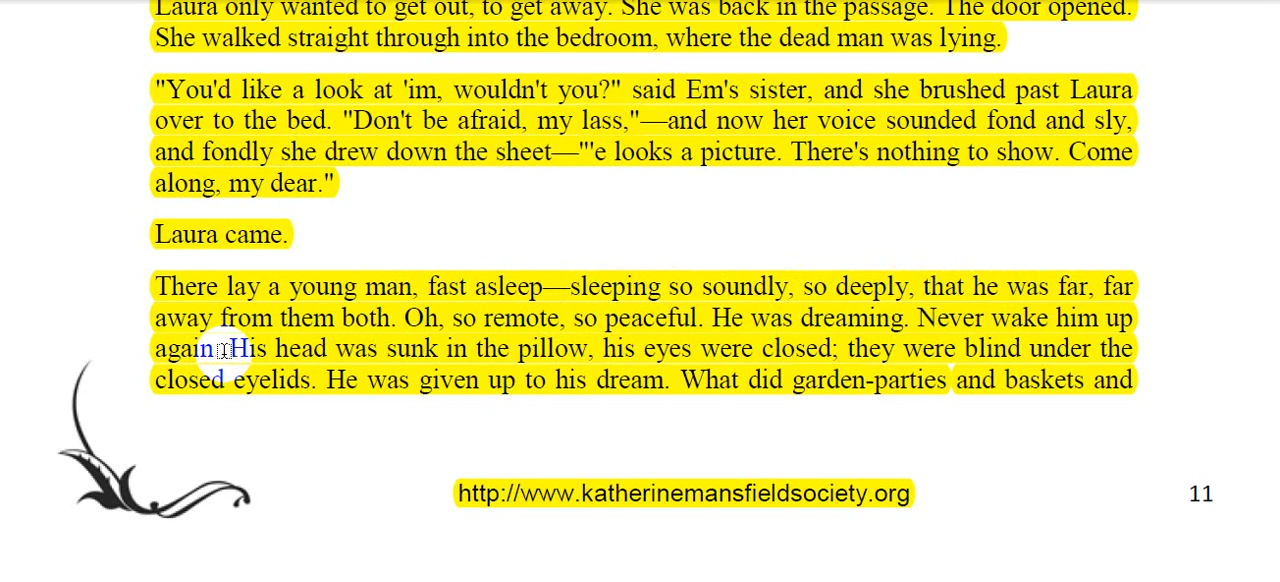 Laura only wanted to get out, to get away. She was back in the passage. The door opened.
She walked straight through into the bedroom, where the dead man was lying.
"You'd like a look at 'im, wouldn't you?" said Em's sister, and she brushed past Laura
over to the bed. "Don't be afraid, my lass,"—and now her voice sounded fond and sly,
and fondly she drew down the sheet—"'e looks a picture. There's nothing to show. Come
along, my dear."
Laura came.
There lay a young man, fast asleep—sleeping so soundly, so deeply, that he was far, far
away from them both. Oh, so remote, so peaceful. He was dreaming. Never wake him up
again. His head was sunk in the pillow, his eyes were closed; they were blind under the
closed eyelids. He was given up to his dream. What did garden-parties and baskets and
http://www.katherinemansfieldsociety.org
11